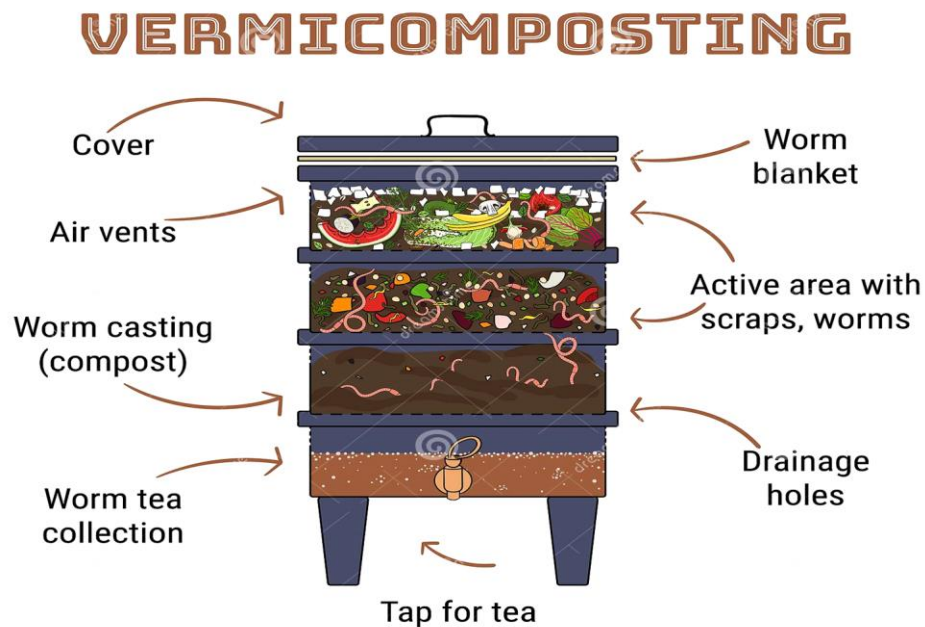 VERMICOMPOSTING
Cover
Worm
blanket
Air vents
Active area with
scraps, worms
Worm casting
(compost)
Drainage
holes
Worm tea
collection
Tap for tea